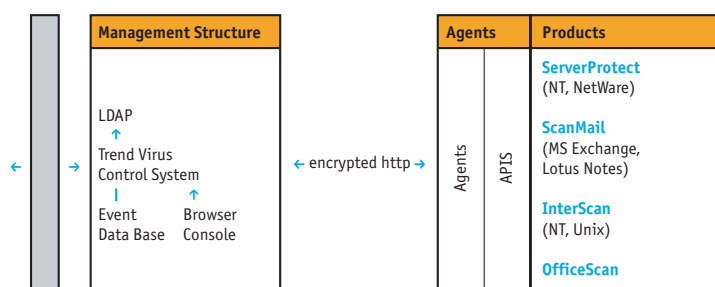 Management Structure
LDAP
Trend Virus
Control System
Event
Data Base
Browser
Console
← encrypted http →
Agents
Products
Agents
APIS
ServerProtect
(NT, NetWare)
ScanMail
(MS Exchange,
Lotus Notes)
InterScan
(NT, Unix)
OfficeScan